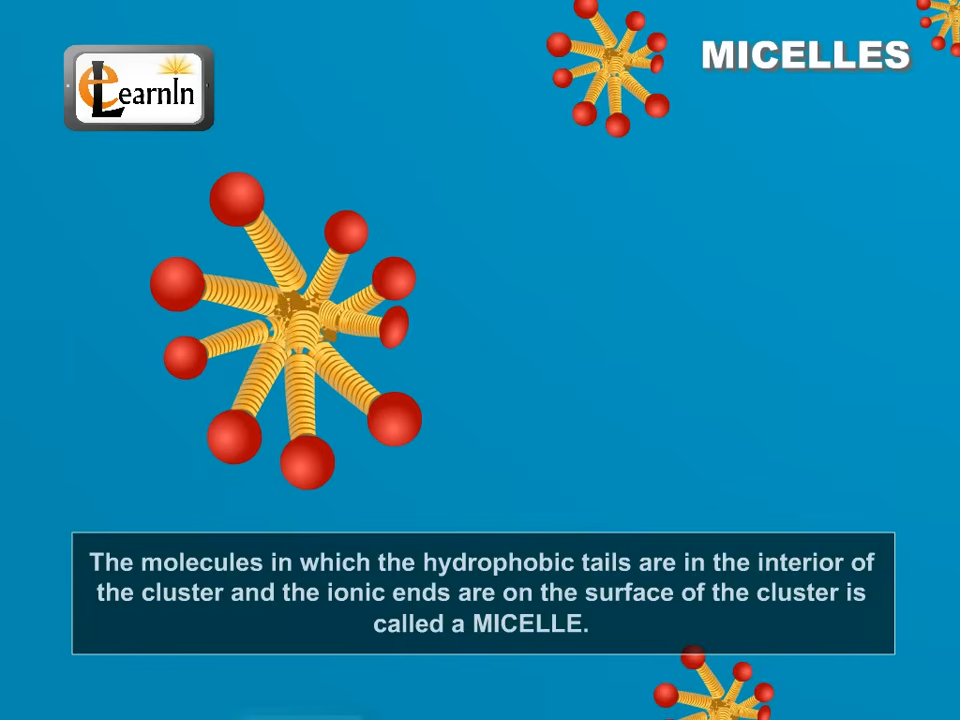 eLearnIn
MICELLES
The molecules in which the hydrophobic tails are in the interior of
the cluster and the ionic ends are on the surface of the cluster is
called a MICELLE.